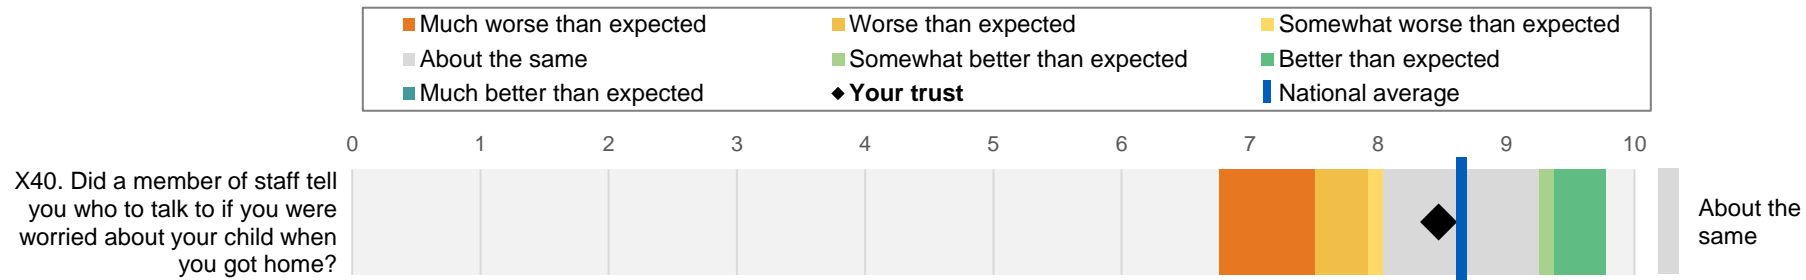 Much worse than expected
Worse than expected
Somewhat worse than expected
About the same
Somewhat better than expected
Better than expected
Much better than expected
Your trust
National average
0 1 2 3 4 5 6 7 8 9 10
X40. Did a member of staff tell
you who to talk to if you were
worried about your child when
you got home?
About the
same